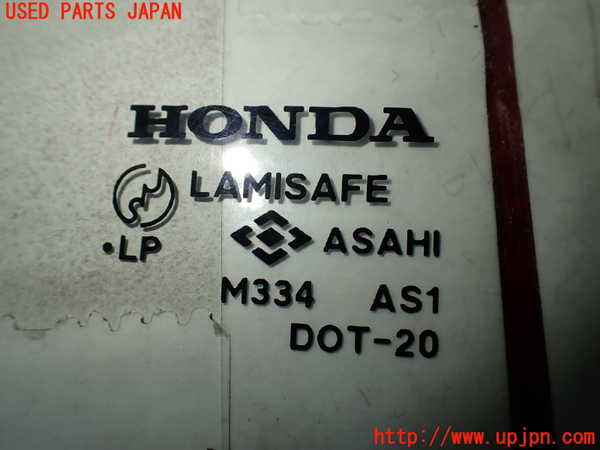 USED PARTS JAPAN
HONDA
LAMISAFE
•LP
ASAHI
M334 AS1
DOT-20
http://www.upjpn.com/